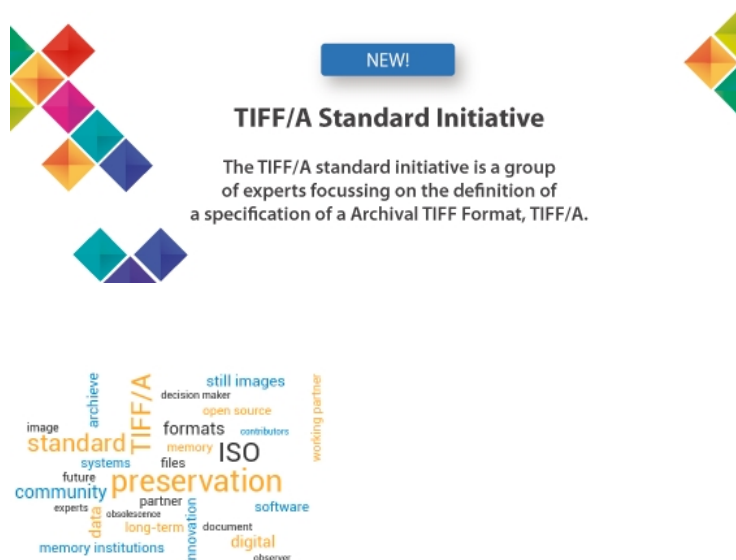 NEW!
TIFF/A Standard Initiative
The TIFF/A standard initiative is a group
of experts focussing on the definition of
a specification of a Archival TIFF Format, TIFF/A.
archieve
TIFF/A
still images
decision maker
working partner
open source
image
formats
contributors
standard
memory
ISO
systems
files
future
preservation
community
partner
experts
obsolescence
data
innovation
software
long-term
document
memory institutions
digital
observer